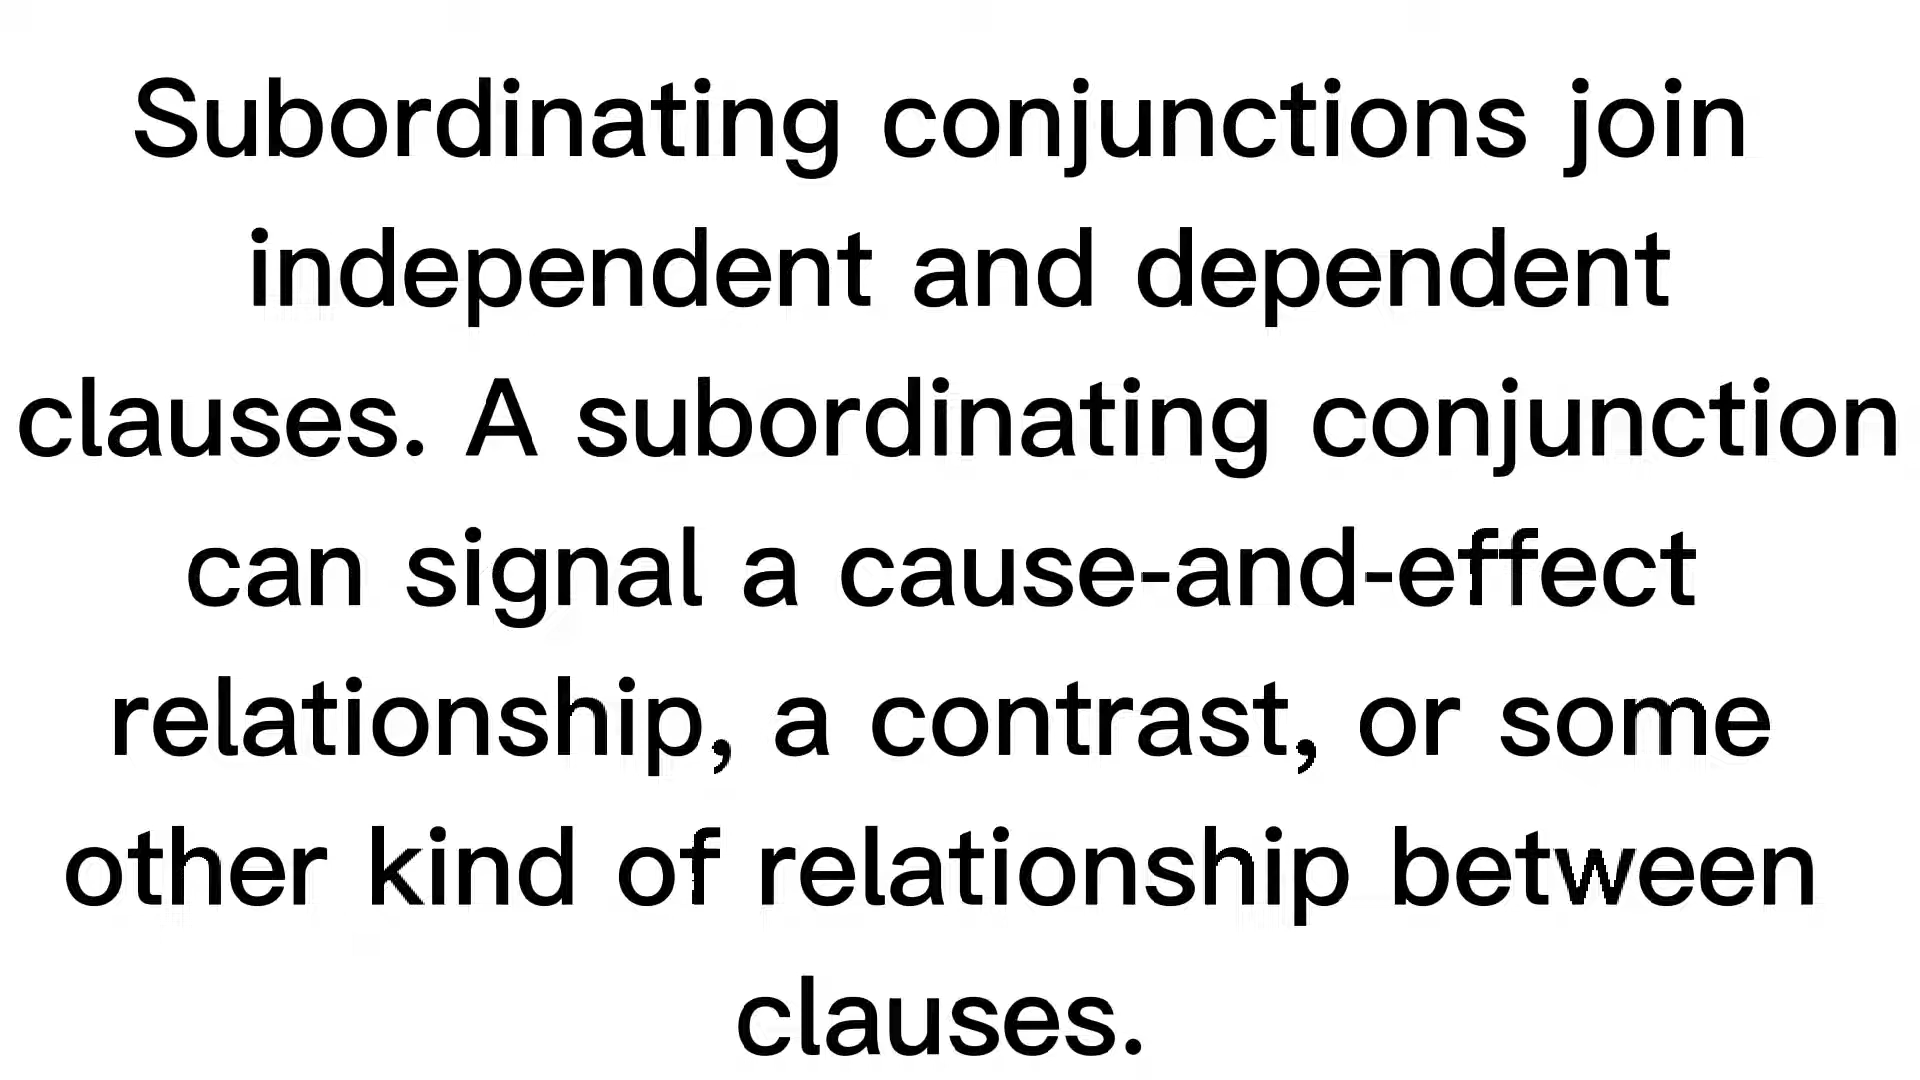 Subordinating conjunctions join
independent and dependent
clauses. A subordinating conjunction
can signal a cause-and-effect
relationship, a contrast, or some
other kind of relationship between
clauses.